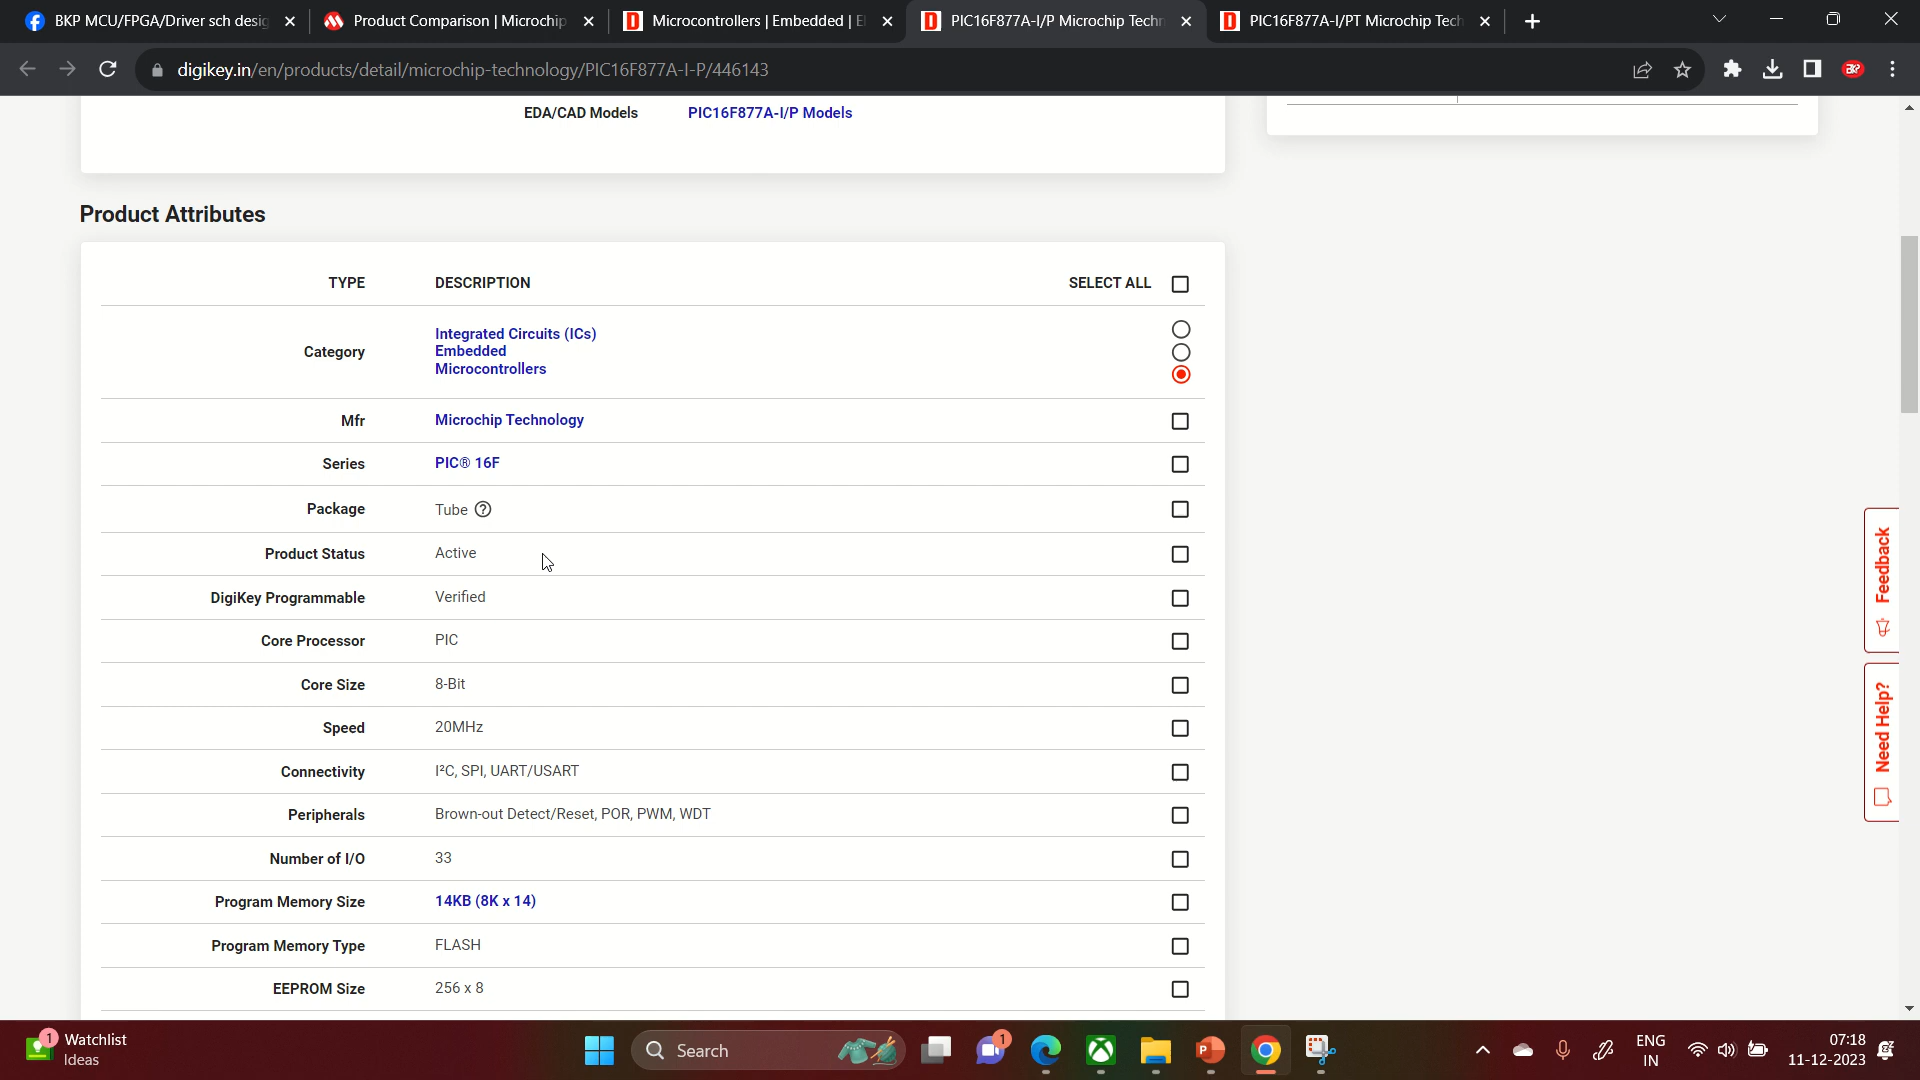 BKP MCU/FPGA/Driver sch desig
Product Comparison | Microchip
Microcontrollers | Embedded | El
PIC16F877A-I/P Microchip Techn
PIC16F877A-I/PT Microchip Tech
digikey.in/en/products/detail/microchip-technology/PIC16F877A-I-P/446143
BKP
EDA/CAD Models PIC16F877A-I/P Models
Product Attributes
TYPE DESCRIPTION SELECT ALL
Category Integrated Circuits (ICs)
Embedded
Microcontrollers
Mfr Microchip Technology
Series PIC® 16F
Package Tube ?
Product Status Active
DigiKey Programmable Verified
Core Processor PIC
Core Size 8-Bit
Speed 20MHz
Connectivity I²C, SPI, UART/USART
Peripherals Brown-out Detect/Reset, POR, PWM, WDT
Number of I/O 33
Program Memory Size 14KB (8K x 14)
Program Memory Type FLASH
EEPROM Size 256 x 8
Feedback
Need Help?
1 Watchlist
Ideas
Search
1
P
ENG
IN
07:18
11-12-2023